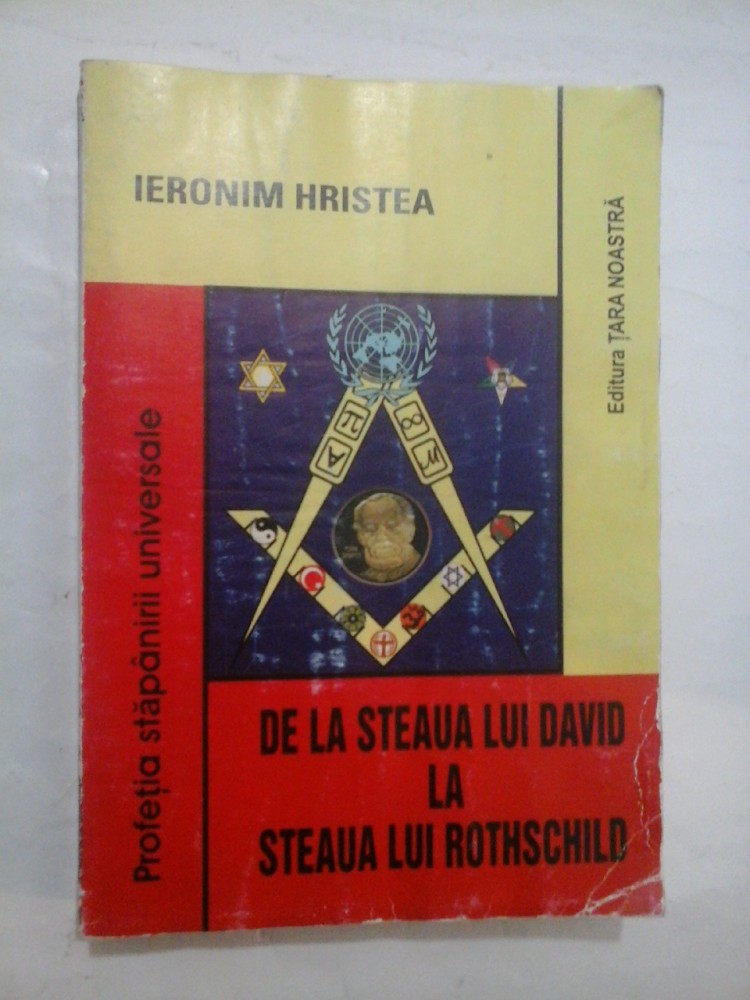 IERONIM HRISTEA
Editura ȚARA NOASTRĂ
Profeția stăpânirii universale
DE LA STEAUA LUI DAVID
LA
STEAUA LUI ROTHSCHILD